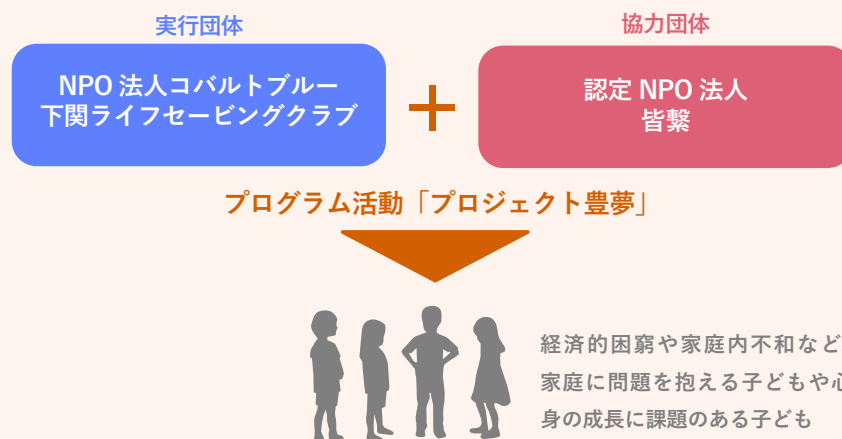 実行団体
協力団体
NPO 法人コバルトブルー
下関ライフセービングクラブ
認定 NPO 法人
皆繋
プログラム活動「プロジェクト豊夢」
経済的困窮や家庭内不和など
家庭に問題を抱える子どもや心
身の成長に課題のある子ども